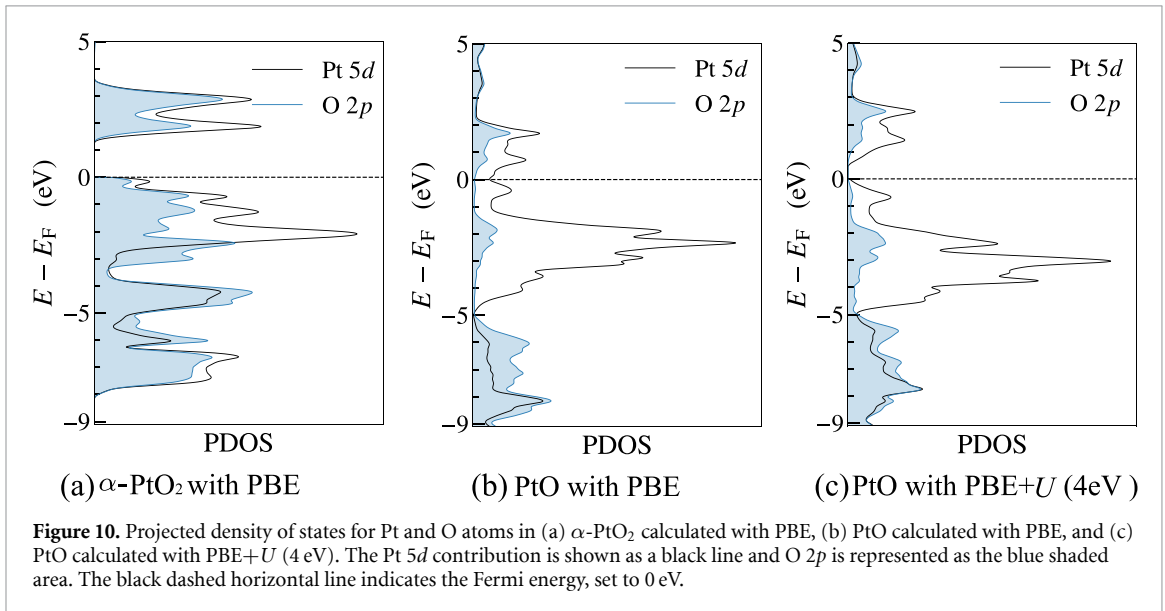 5
0
−5
−9
E − E_F (eV)
Pt 5d
O 2p
PDOS
(a) α-PtO₂ with PBE
5
0
−5
−9
E − E_F (eV)
Pt 5d
O 2p
PDOS
(b) PtO with PBE
5
0
−5
−9
E − E_F (eV)
Pt 5d
O 2p
PDOS
(c) PtO with PBE+U (4eV )
Figure 10. Projected density of states for Pt and O atoms in (a) α-PtO₂ calculated with PBE, (b) PtO calculated with PBE, and (c)
PtO calculated with PBE+U (4 eV). The Pt 5d contribution is shown as a black line and O 2p is represented as the blue shaded
area. The black dashed horizontal line indicates the Fermi energy, set to 0 eV.